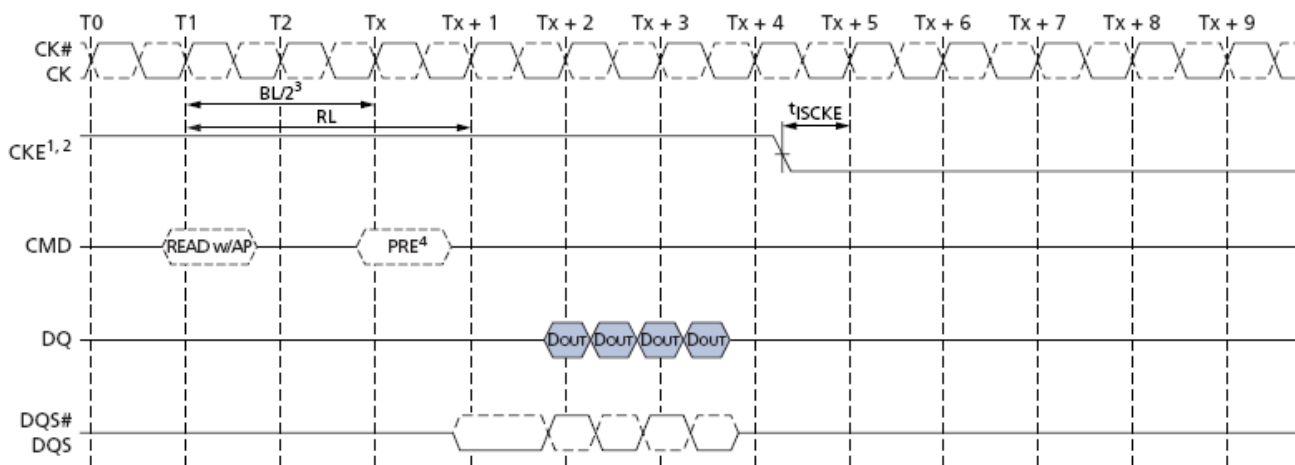 T0 T1 T2 Tx Tx + 1 Tx + 2 Tx + 3 Tx + 4 Tx + 5 Tx + 6 Tx + 7 Tx + 8 Tx + 9
CK#
CK
BL/2³
RL
tISCKE
CKE¹, ²
CMD READ w/AP PRE⁴
DQ DOUT DOUT DOUT DOUT
DQS#
DQS